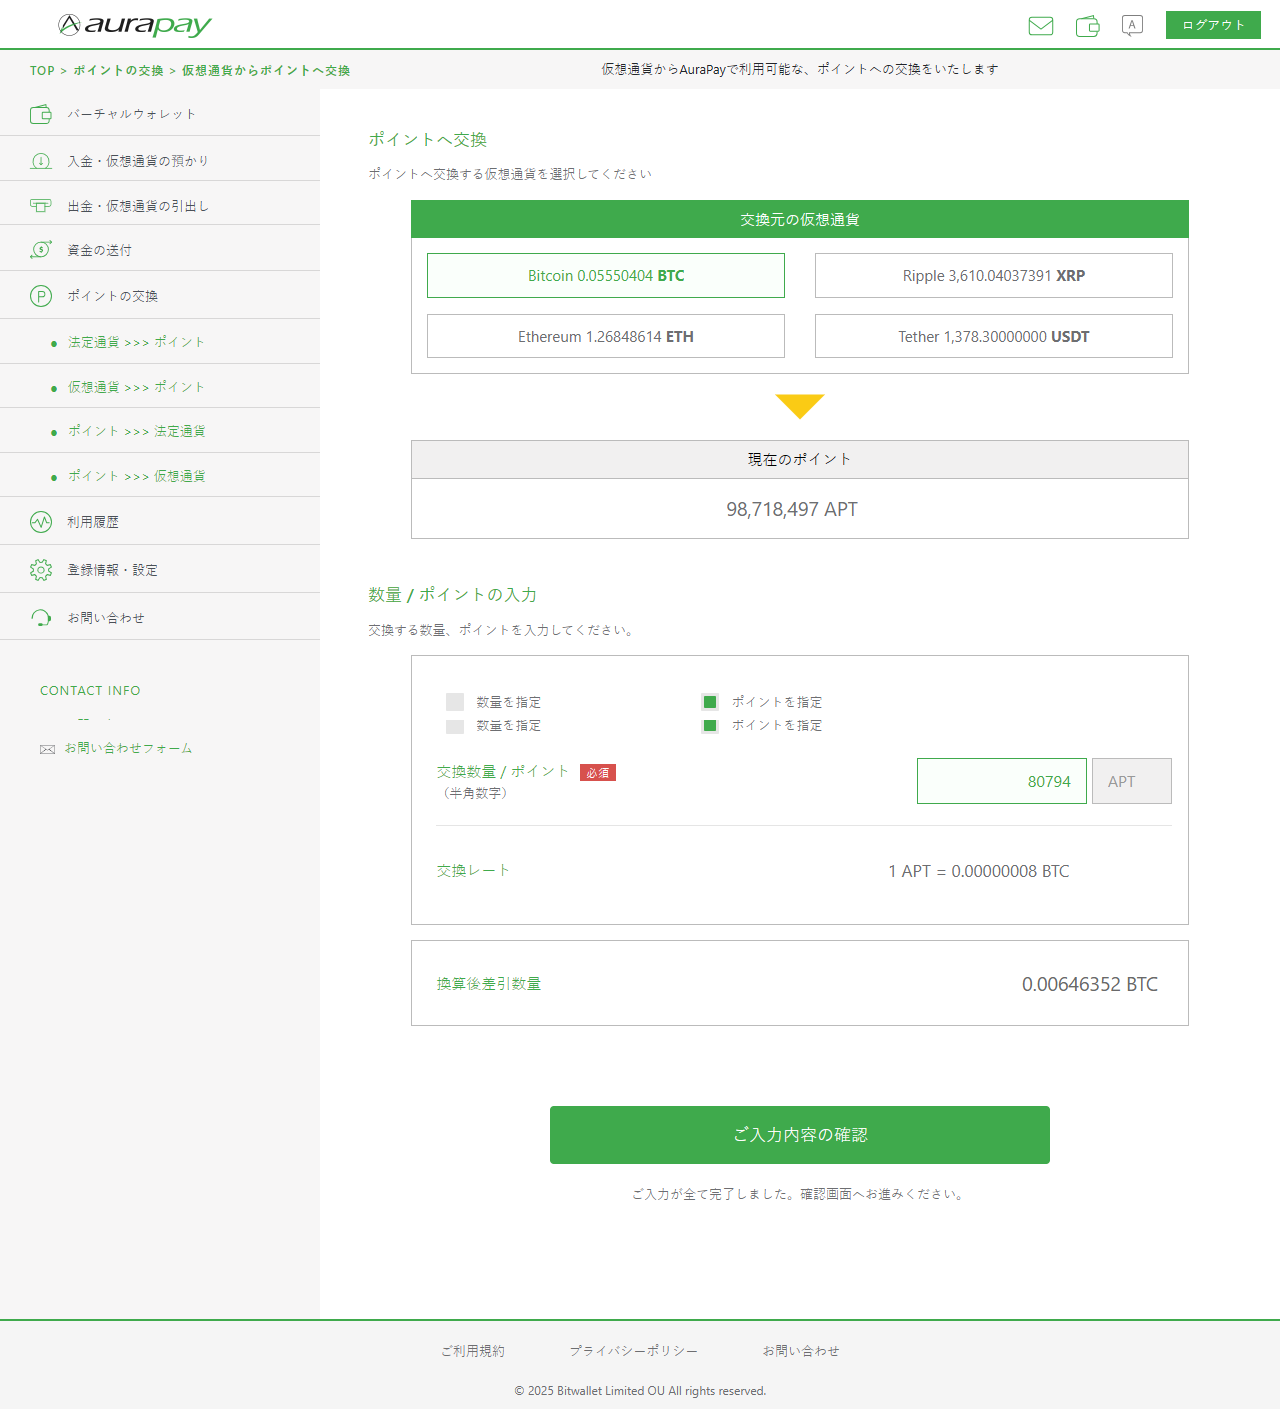 aurapay
A
ログアウト
TOP > ポイントの交換 > 仮想通貨からポイントへ交換
仮想通貨からAuraPayで利用可能な、ポイントへの交換をいたします
バーチャルウォレット
入金・仮想通貨の預かり
出金・仮想通貨の引出し
資金の送付
ポイントの交換
法定通貨 >>> ポイント
仮想通貨 >>> ポイント
ポイント >>> 法定通貨
ポイント >>> 仮想通貨
利用履歴
登録情報・設定
お問い合わせ
CONTACT INFO
お問い合わせフォーム
ポイントへ交換
ポイントへ交換する仮想通貨を選択してください
交換元の仮想通貨
Bitcoin 0.05550404 BTC
Ripple 3,610.04037391 XRP
Ethereum 1.26848614 ETH
Tether 1,378.30000000 USDT
現在のポイント
98,718,497 APT
数量 / ポイントの入力
交換する数量、ポイントを入力してください。
数量を指定
ポイントを指定
数量を指定
ポイントを指定
交換数量 / ポイント 必須
（半角数字）
80794
APT
交換レート
1 APT = 0.00000008 BTC
換算後差引数量
0.00646352 BTC
ご入力内容の確認
ご入力が全て完了しました。確認画面へお進みください。
ご利用規約
プライバシーポリシー
お問い合わせ
© 2025 Bitwallet Limited OU All rights reserved.